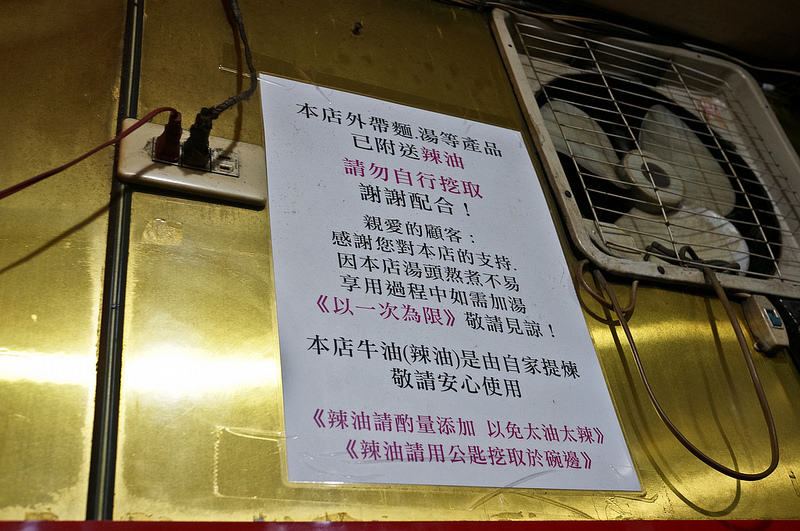 本店外帶麵.湯等產品
已附送辣油
請勿自行挖取
謝謝配合！
親愛的顧客：
感謝您對本店的支持.
因本店湯頭熬煮不易
享用過程中如需加湯
《以一次為限》敬請見諒！
本店牛油(辣油)是由自家提煉
敬請安心使用
《辣油請酌量添加 以免太油太辣》
《辣油請用公匙挖取於碗邊》